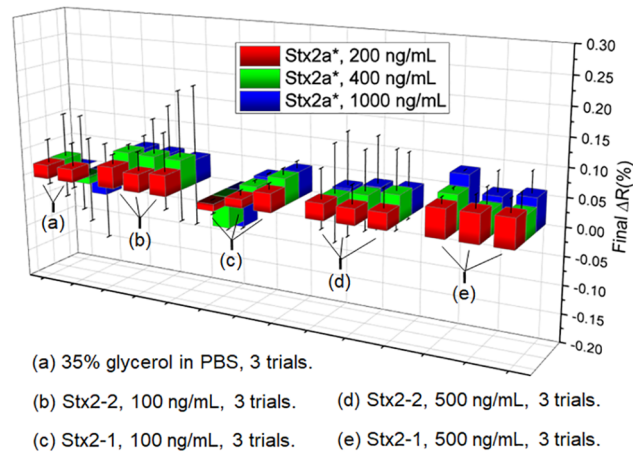 Stx2a*, 200 ng/mL
Stx2a*, 400 ng/mL
Stx2a*, 1000 ng/mL
0.30
0.20
0.15
0.10
0.05
0.00
-0.05
-0.10
-0.15
-0.20
Final ΔR(%)
(a)
(b)
(c)
(d)
(e)
(a) 35% glycerol in PBS, 3 trials.
(b) Stx2-2, 100 ng/mL, 3 trials.
(d) Stx2-2, 500 ng/mL, 3 trials.
(c) Stx2-1, 100 ng/mL, 3 trials.
(e) Stx2-1, 500 ng/mL, 3 trials.